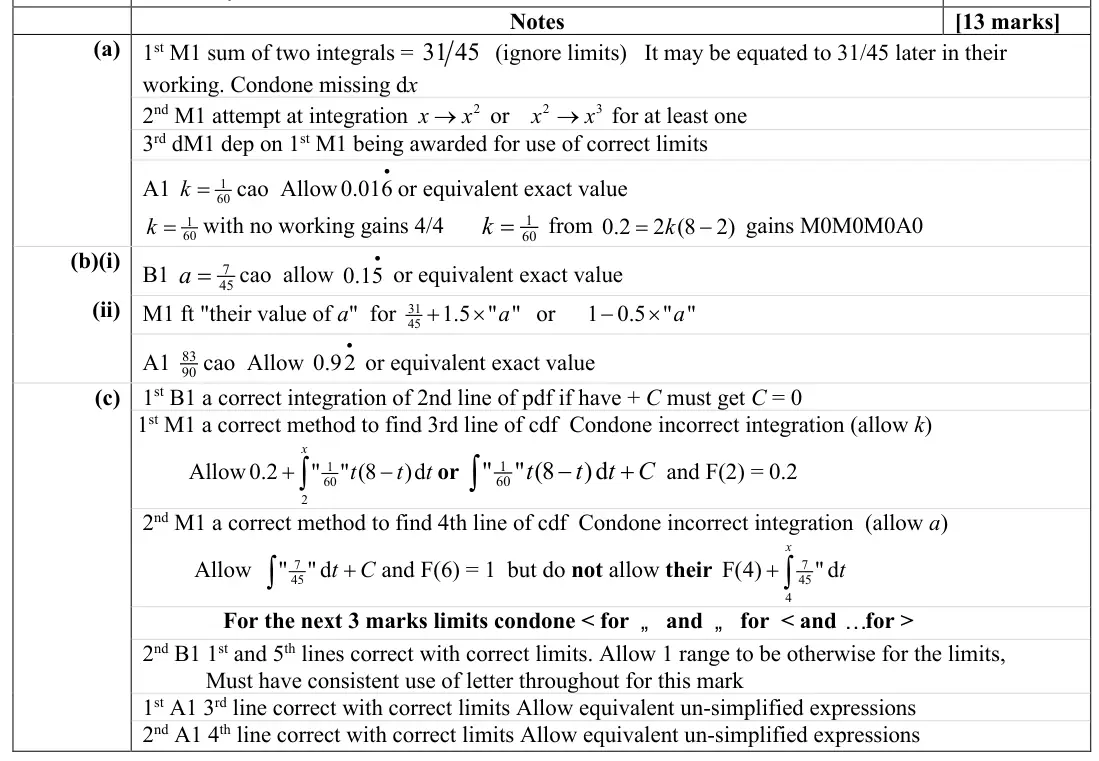 Notes [13 marks]
(a) 1st M1 sum of two integrals = 31/45 (ignore limits) It may be equated to 31/45 later in their
working. Condone missing dx
2nd M1 attempt at integration x → x² or x² → x³ for at least one
3rd dM1 dep on 1st M1 being awarded for use of correct limits
A1 k = 1/60 cao Allow 0.016̇ or equivalent exact value
k = 1/60 with no working gains 4/4 k = 1/60 from 0.2 = 2k(8 − 2) gains M0M0M0A0
(b)(i) B1 a = 7/45 cao allow 0.15̇ or equivalent exact value
(ii) M1 ft "their value of a" for 31/45 + 1.5 × "a" or 1 − 0.5 × "a"
A1 83/90 cao Allow 0.92̇ or equivalent exact value
(c) 1st B1 a correct integration of 2nd line of pdf if have + C must get C = 0
1st M1 a correct method to find 3rd line of cdf Condone incorrect integration (allow k)
Allow 0.2 + ∫₂ˣ "1/60" t(8 − t) dt or ∫ "1/60" t(8 − t) dt + C and F(2) = 0.2
2nd M1 a correct method to find 4th line of cdf Condone incorrect integration (allow a)
Allow ∫ "7/45" dt + C and F(6) = 1 but do not allow their F(4) + ∫₄ˣ "7/45" dt
For the next 3 marks limits condone < for „ and „ for < and …for >
2nd B1 1st and 5th lines correct with correct limits. Allow 1 range to be otherwise for the limits,
Must have consistent use of letter throughout for this mark
1st A1 3rd line correct with correct limits Allow equivalent un-simplified expressions
2nd A1 4th line correct with correct limits Allow equivalent un-simplified expressions